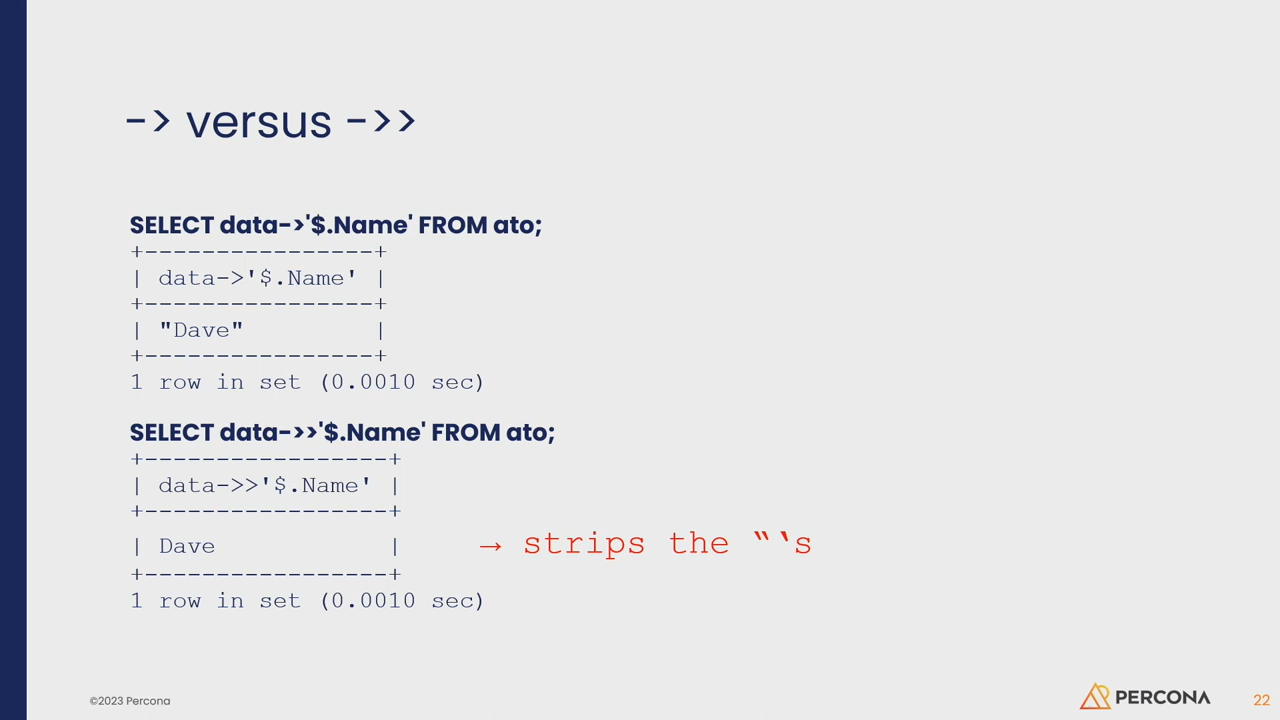 -> versus ->>
SELECT data->'$.Name' FROM ato;
+----------------+
| data->'$.Name' |
+----------------+
| "Dave"         |
+----------------+
1 row in set (0.0010 sec)
SELECT data->>'$.Name' FROM ato;
+-----------------+
| data->>'$.Name' |
+-----------------+
| Dave            | → strips the “‘s
+-----------------+
1 row in set (0.0010 sec)
©2023 Percona
PERCONA
22